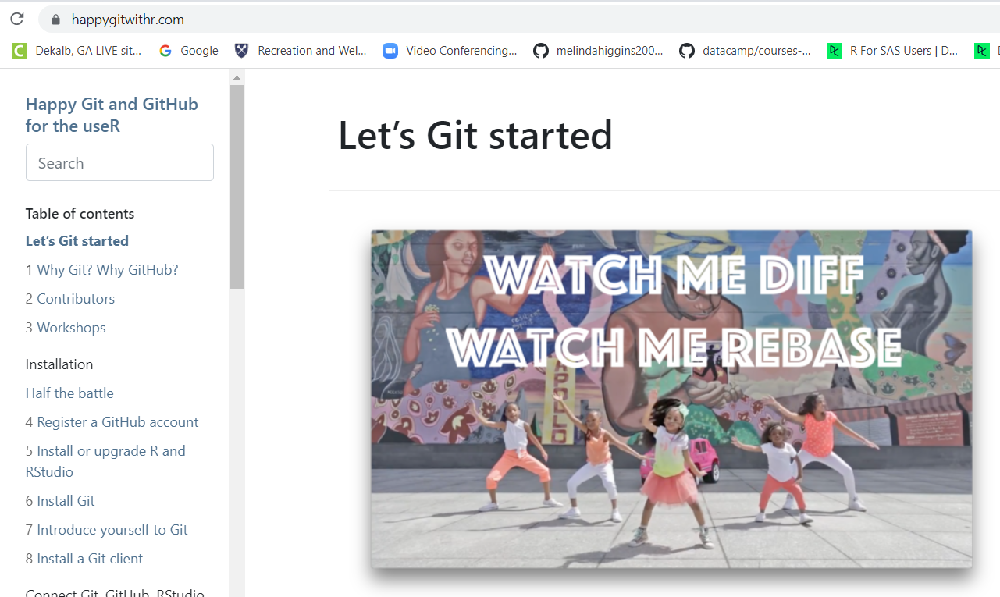 happygitwithr.com
Dekalb, GA LIVE sit...
Google
Recreation and Wel...
Video Conferencing...
melindahiggins200...
datacamp/courses-...
R For SAS Users | D...
Happy Git and GitHub
for the useR
Search
Table of contents
Let's Git started
1 Why Git? Why GitHub?
2 Contributors
3 Workshops
Installation
Half the battle
4 Register a GitHub account
5 Install or upgrade R and
RStudio
6 Install Git
7 Introduce yourself to Git
8 Install a Git client
Connect Git, GitHub, RStudio
Let's Git started
WATCH ME DIFF
WATCH ME REBASE
APOLLO